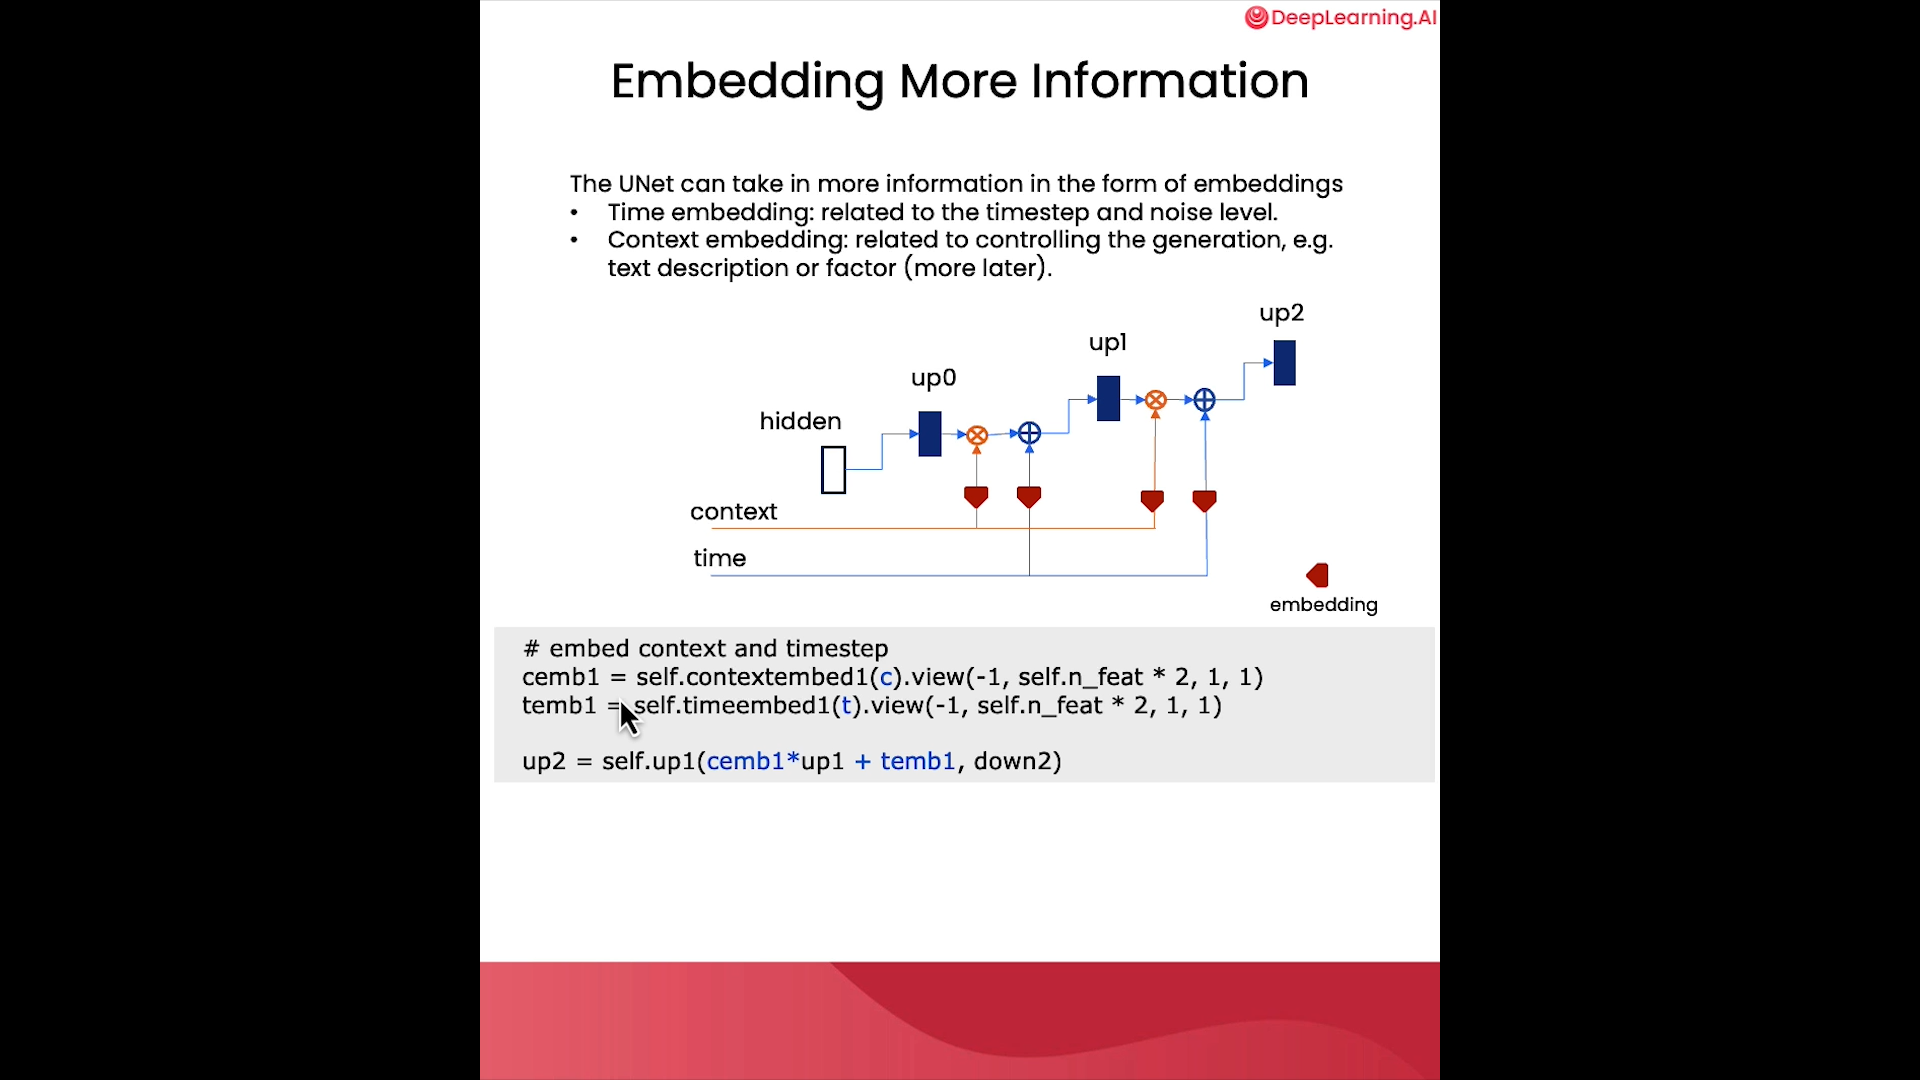 DeepLearning.AI
Embedding More Information
The UNet can take in more information in the form of embeddings
• Time embedding: related to the timestep and noise level.
• Context embedding: related to controlling the generation, e.g.
text description or factor (more later).
up2
up1
up0
hidden
context
time
embedding
# embed context and timestep
cemb1 = self.contextembed1(c).view(-1, self.n_feat * 2, 1, 1)
temb1 = self.timeembed1(t).view(-1, self.n_feat * 2, 1, 1)
up2 = self.up1(cemb1*up1 + temb1, down2)